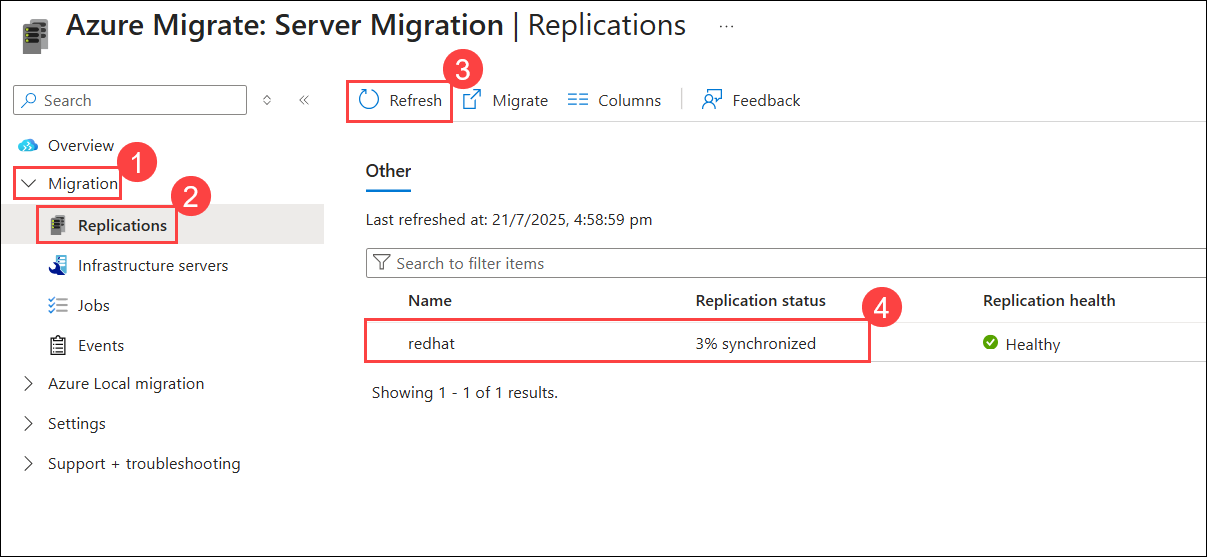 Azure Migrate: Server Migration | Replications ...
Search
Overview
1
Migration
2
Replications
Infrastructure servers
Jobs
Events
Azure Local migration
Settings
Support + troubleshooting
3
Refresh Migrate Columns Feedback
Other
Last refreshed at: 21/7/2025, 4:58:59 pm
Search to filter items
Name Replication status Replication health
4
redhat 3% synchronized Healthy
Showing 1 - 1 of 1 results.